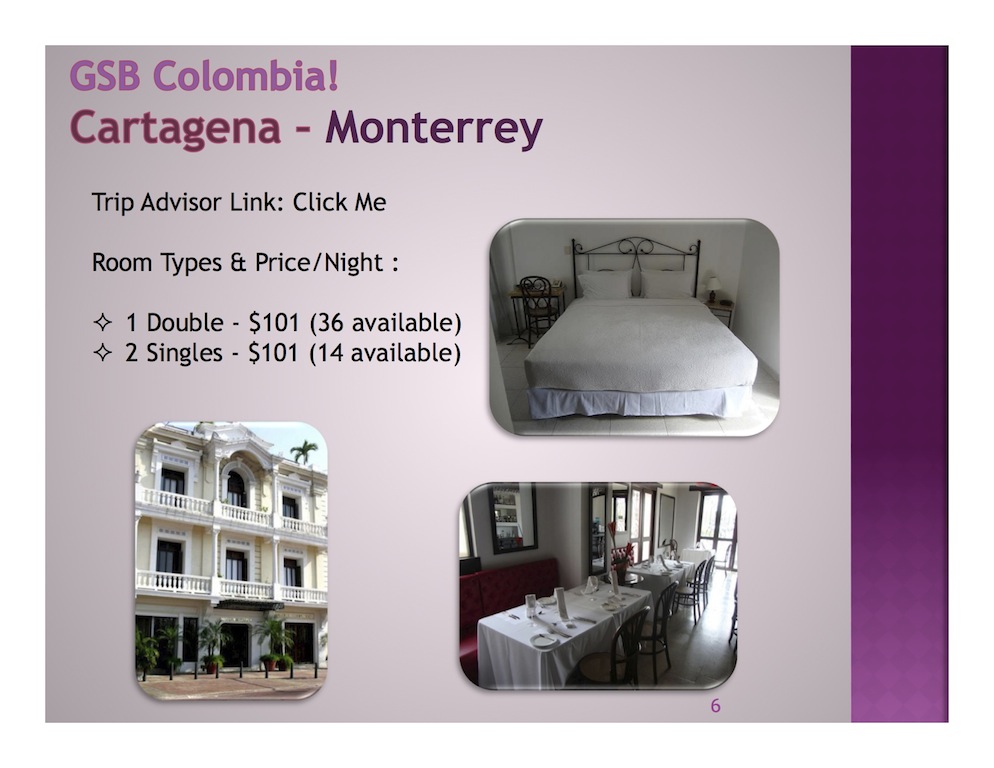 GSB Colombia!
Cartagena – Monterrey
Trip Advisor Link: Click Me
Room Types & Price/Night :
✧ 1 Double - $101 (36 available)
✧ 2 Singles - $101 (14 available)
6